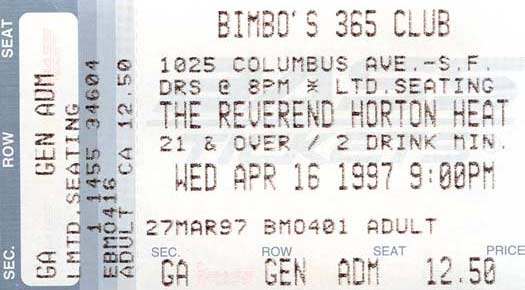 BIMBO'S 365 CLUB
1025 COLUMBUS AVE.-S.F.
DRS @ 8PM * LTD.SEATING
THE REVEREND HORTON HEAT
21 & OVER / 2 DRINK MIN.
WED APR 16 1997 9:00PM
27MAR97 BMO401 ADULT
SEC. ROW SEAT PRICE
GA GEN ADM 12.50
SEC. ROW SEAT
GA GEN ADM
LMTD.SEATING
1 1455 34604
EBMO416
ADULT CA 12.50